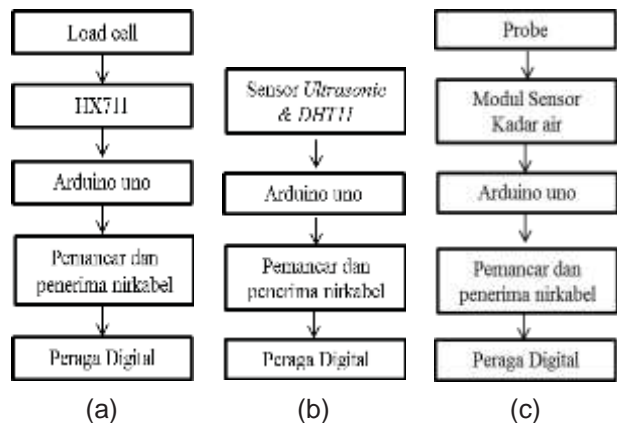 Load cell
HX711
Arduino uno
Pemancar dan
penerima nirkabel
Peraga Digital
(a)
Sensor Ultrasonic
& DHT11
Arduino uno
Pemancar dan
penerima nirkabel
Peraga Digital
(b)
Probe
Modul Sensor
Kadar air
Arduino uno
Pemancar dan
penerima nirkabel
Peraga Digital
(c)